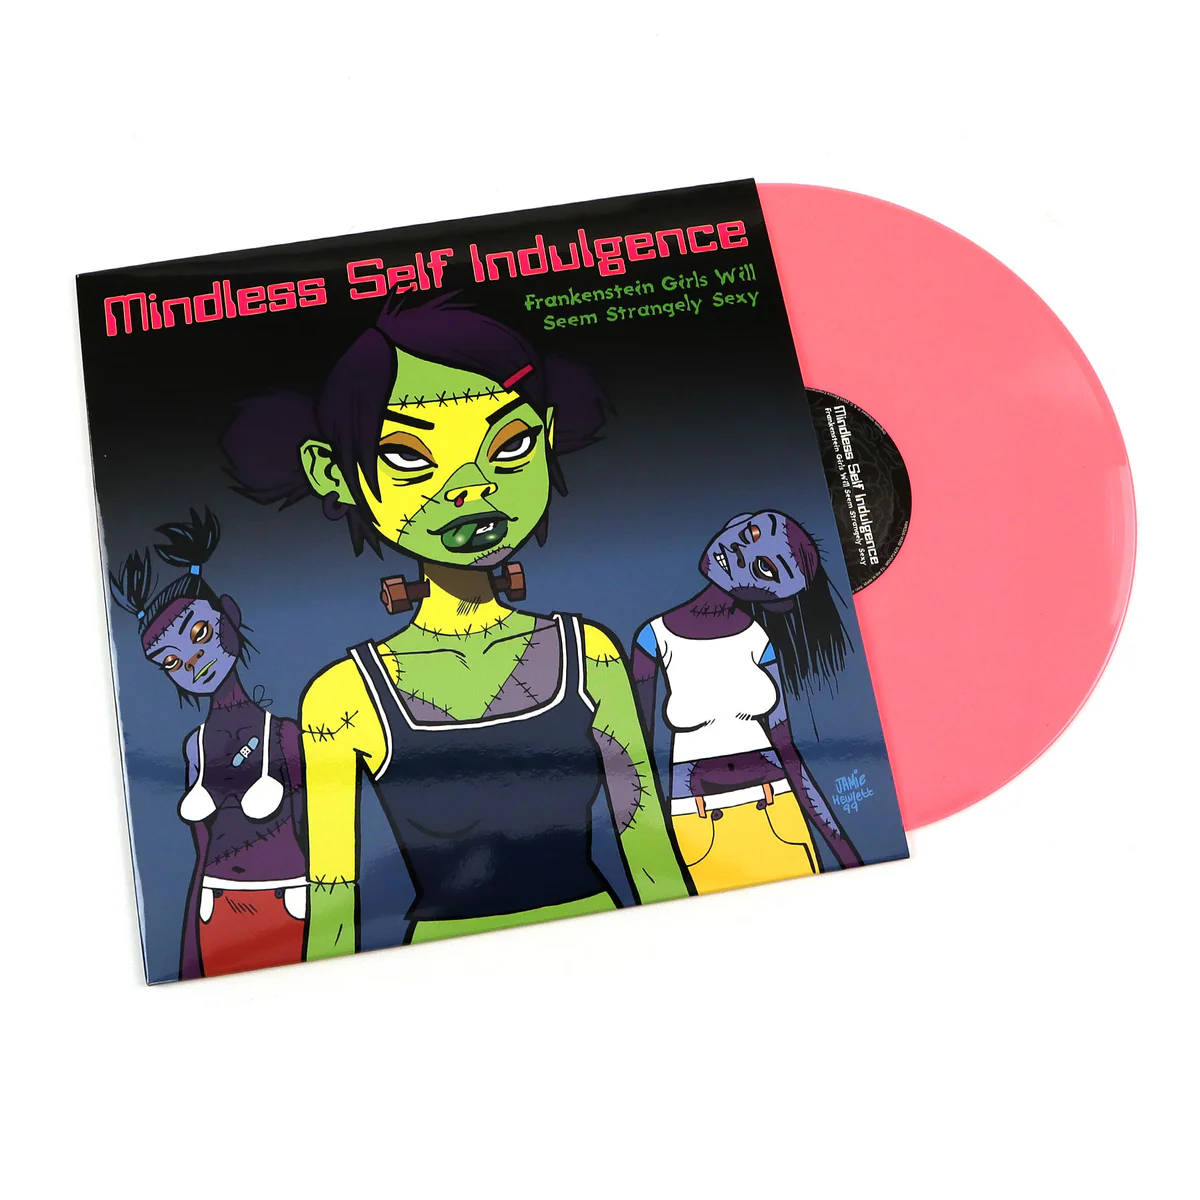 Mindless Self Indulgence
Frankenstein Girls Will
Seem Strangely Sexy
Mindless Self Indulgence
Frankenstein Girls Will Seem Strangely Sexy
JAMIE
HEWLETT
99